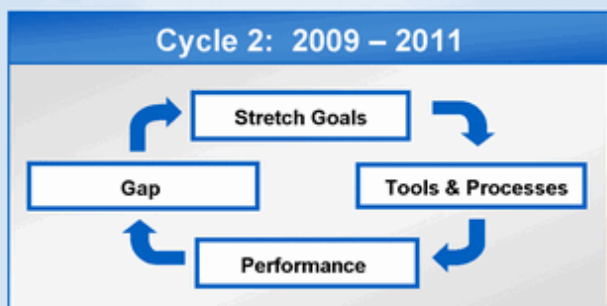 Cycle 2: 2009 – 2011
Stretch Goals
Gap
Tools & Processes
Performance